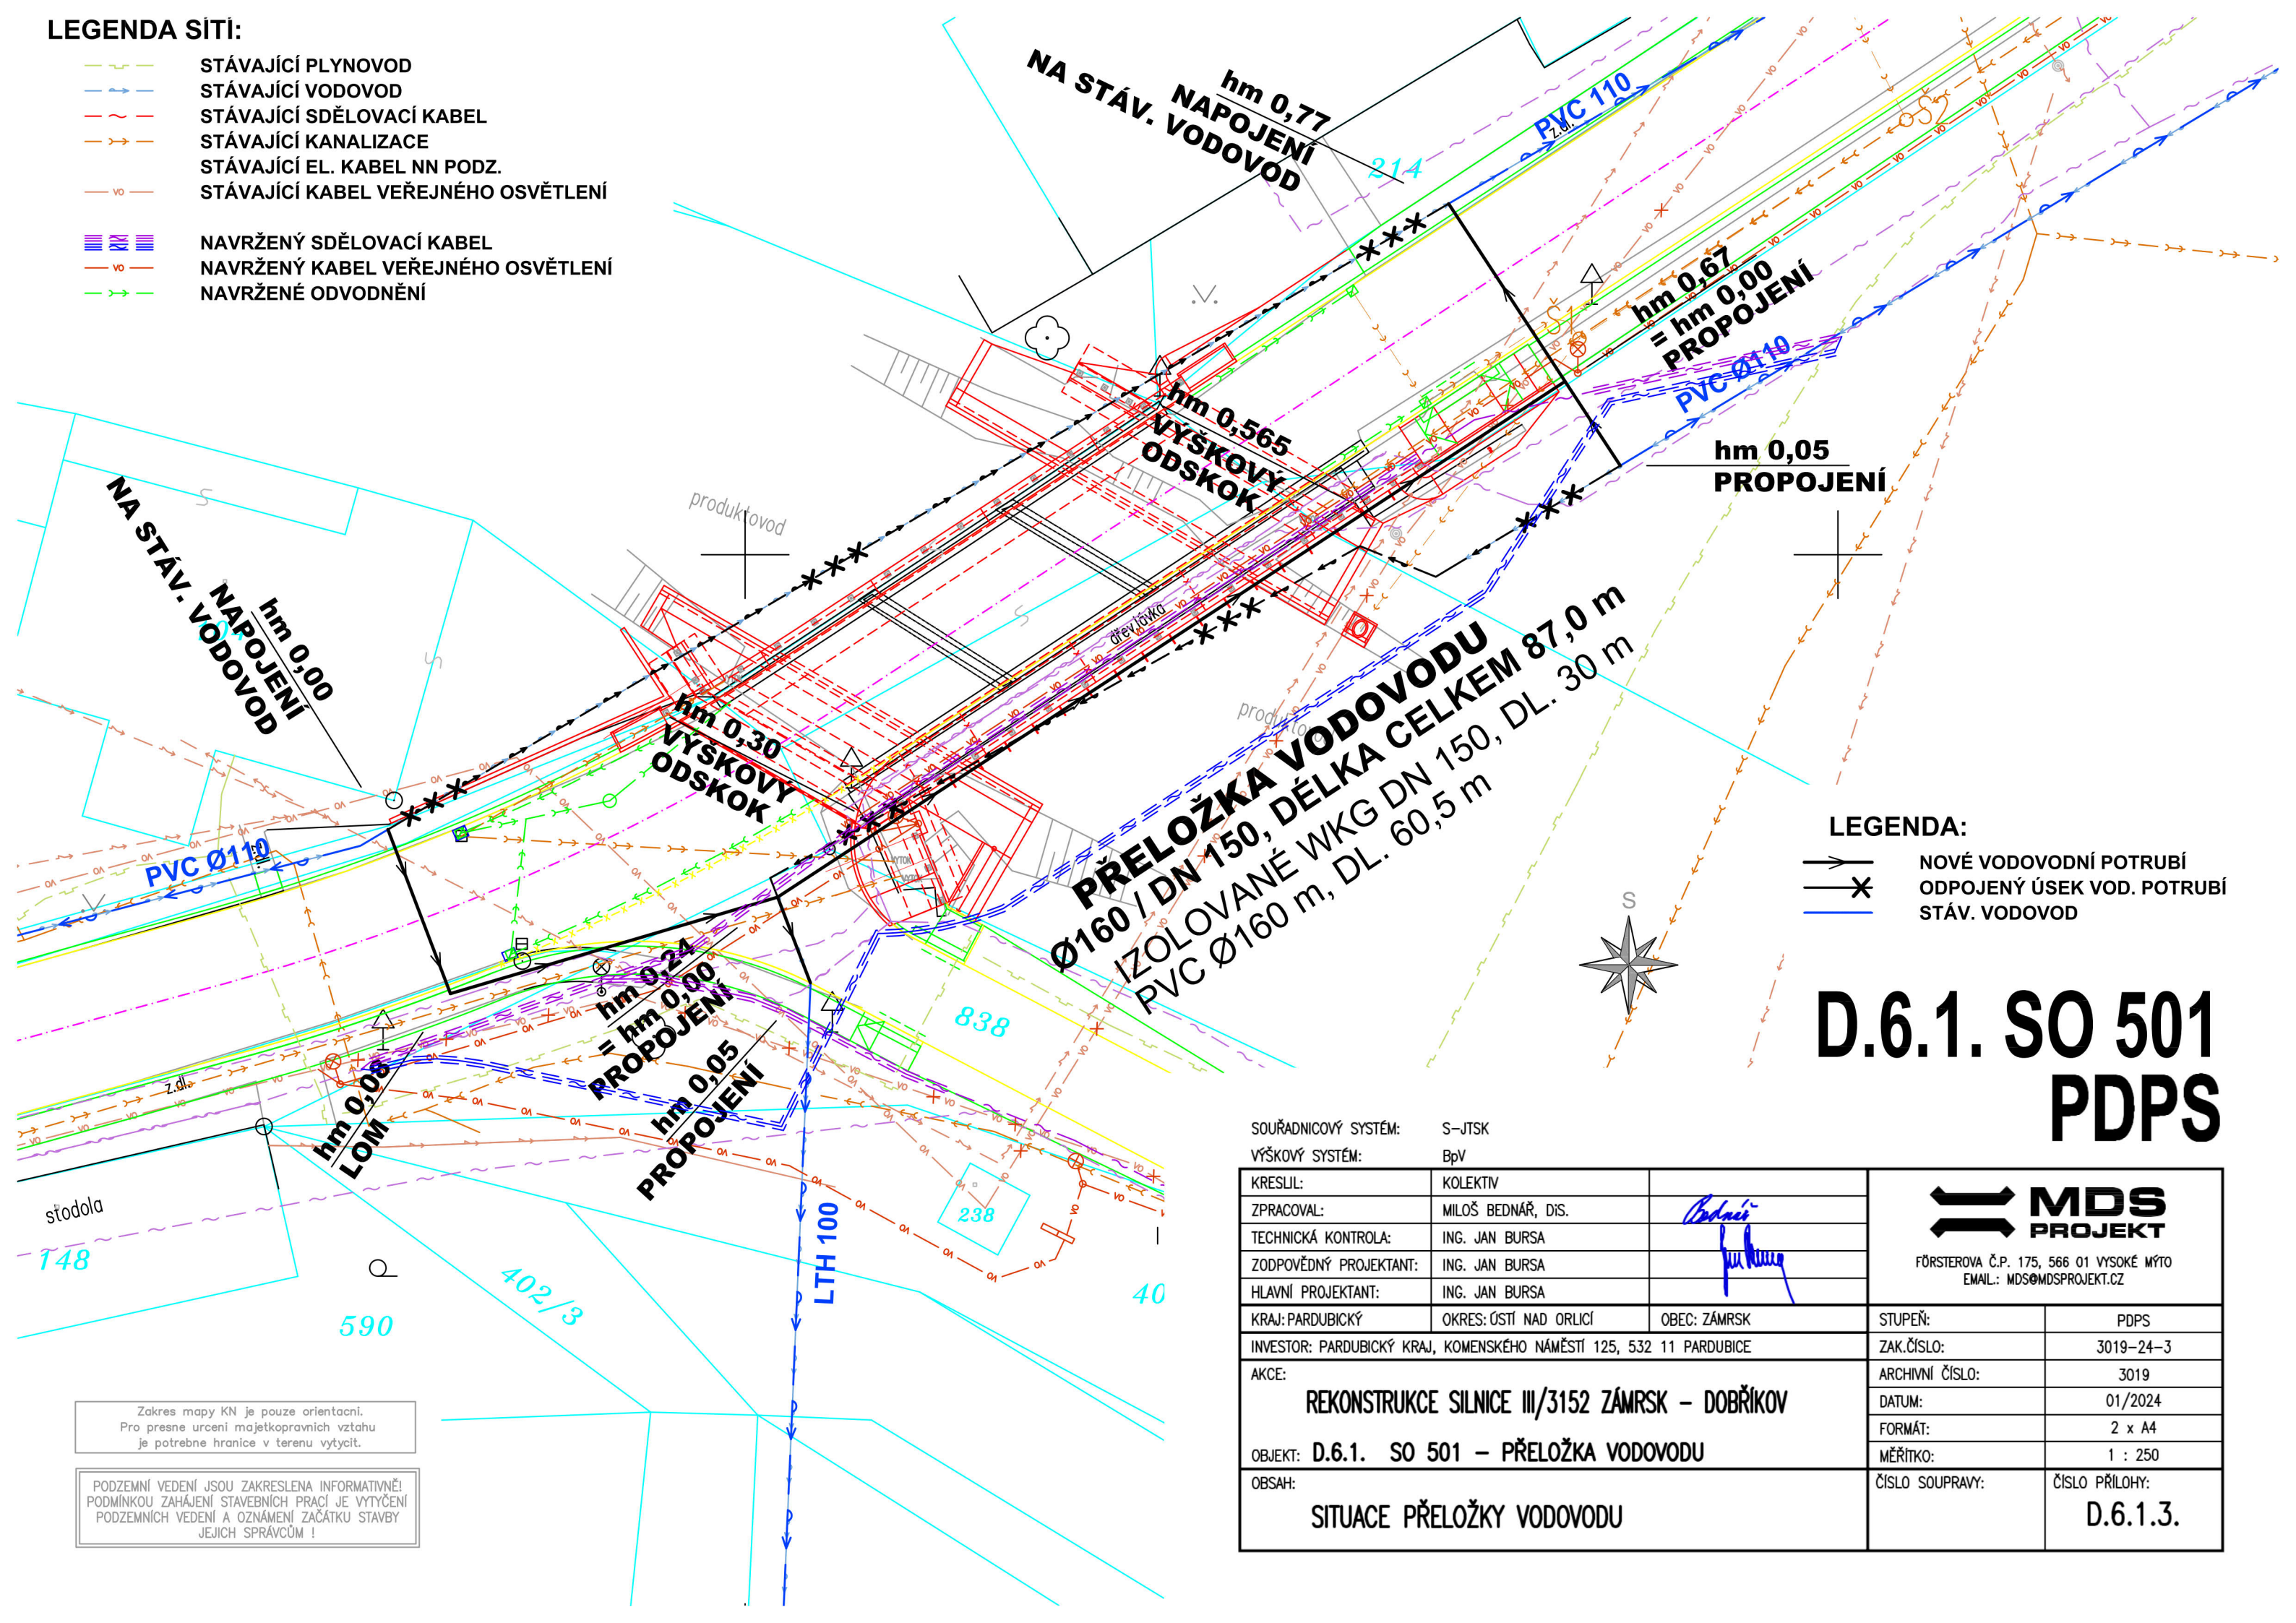 LEGENDA SÍTÍ:
STÁVAJÍCÍ PLYNOVOD
STÁVAJÍCÍ VODOVOD
STÁVAJÍCÍ SDĚLOVACÍ KABEL
STÁVAJÍCÍ KANALIZACE
STÁVAJÍCÍ EL. KABEL NN PODZ.
VO STÁVAJÍCÍ KABEL VEŘEJNÉHO OSVĚTLENÍ
NAVRŽENÝ SDĚLOVACÍ KABEL
VO NAVRŽENÝ KABEL VEŘEJNÉHO OSVĚTLENÍ
NAVRŽENÉ ODVODNĚNÍ
hm 0,77
NAPOJENÍ
NA STÁV. VODOVOD
214
PVC 110
z.dl.
Š2
Š1
hm 0,67
= hm 0,00
PROPOJENÍ
PVC Ø110
hm 0,05
PROPOJENÍ
hm 0,565
VÝŠKOVÝ
ODSKOK
produktovod
dřev.lávka
produktovod
hm 0,00
NAPOJENÍ
NA STÁV. VODOVOD
hm 0,30
VÝŠKOVÝ
ODSKOK
PVC Ø110
PŘELOŽKA VODOVODU
Ø160 / DN 150, DÉLKA CELKEM 87,0 m
IZOLOVANÉ WKG DN 150, DL. 30 m
PVC Ø160 m, DL. 60,5 m
hm 0,24
= hm 0,00
PROPOJENÍ
hm 0,05
PROPOJENÍ
hm 0,08
LOM
z.dl.
838
238
stodola
148
590
402/3
40
LTH 100
LEGENDA:
NOVÉ VODOVODNÍ POTRUBÍ
ODPOJENÝ ÚSEK VOD. POTRUBÍ
STÁV. VODOVOD
S
D.6.1. SO 501
PDPS
SOUŘADNICOVÝ SYSTÉM: S-JTSK
VÝŠKOVÝ SYSTÉM: BpV
KRESLIL: KOLEKTIV
ZPRACOVAL: MILOŠ BEDNÁŘ, DiS.
Bednář
TECHNICKÁ KONTROLA: ING. JAN BURSA
ZODPOVĚDNÝ PROJEKTANT: ING. JAN BURSA
HLAVNÍ PROJEKTANT: ING. JAN BURSA
MDS
PROJEKT
FÖRSTEROVA Č.P. 175, 566 01 VYSOKÉ MÝTO
EMAIL.: MDS@MDSPROJEKT.CZ
KRAJ: PARDUBICKÝ OKRES: ÚSTÍ NAD ORLICÍ OBEC: ZÁMRSK
INVESTOR: PARDUBICKÝ KRAJ, KOMENSKÉHO NÁMĚSTÍ 125, 532 11 PARDUBICE
AKCE:
REKONSTRUKCE SILNICE III/3152 ZÁMRSK – DOBŘÍKOV
OBJEKT: D.6.1. SO 501 – PŘELOŽKA VODOVODU
OBSAH:
SITUACE PŘELOŽKY VODOVODU
STUPEŇ: PDPS
ZAK.ČÍSLO: 3019-24-3
ARCHIVNÍ ČÍSLO: 3019
DATUM: 01/2024
FORMÁT: 2 x A4
MĚŘÍTKO: 1 : 250
ČÍSLO SOUPRAVY:
ČÍSLO PŘÍLOHY:
D.6.1.3.
Zakres mapy KN je pouze orientacni.
Pro presne urceni majetkopravnich vztahu
je potrebne hranice v terenu vytycit.
PODZEMNÍ VEDENÍ JSOU ZAKRESLENA INFORMATIVNĚ!
PODMÍNKOU ZAHÁJENÍ STAVEBNÍCH PRACÍ JE VYTYČENÍ
PODZEMNÍCH VEDENÍ A OZNÁMENÍ ZAČÁTKU STAVBY
JEJICH SPRÁVCŮM !